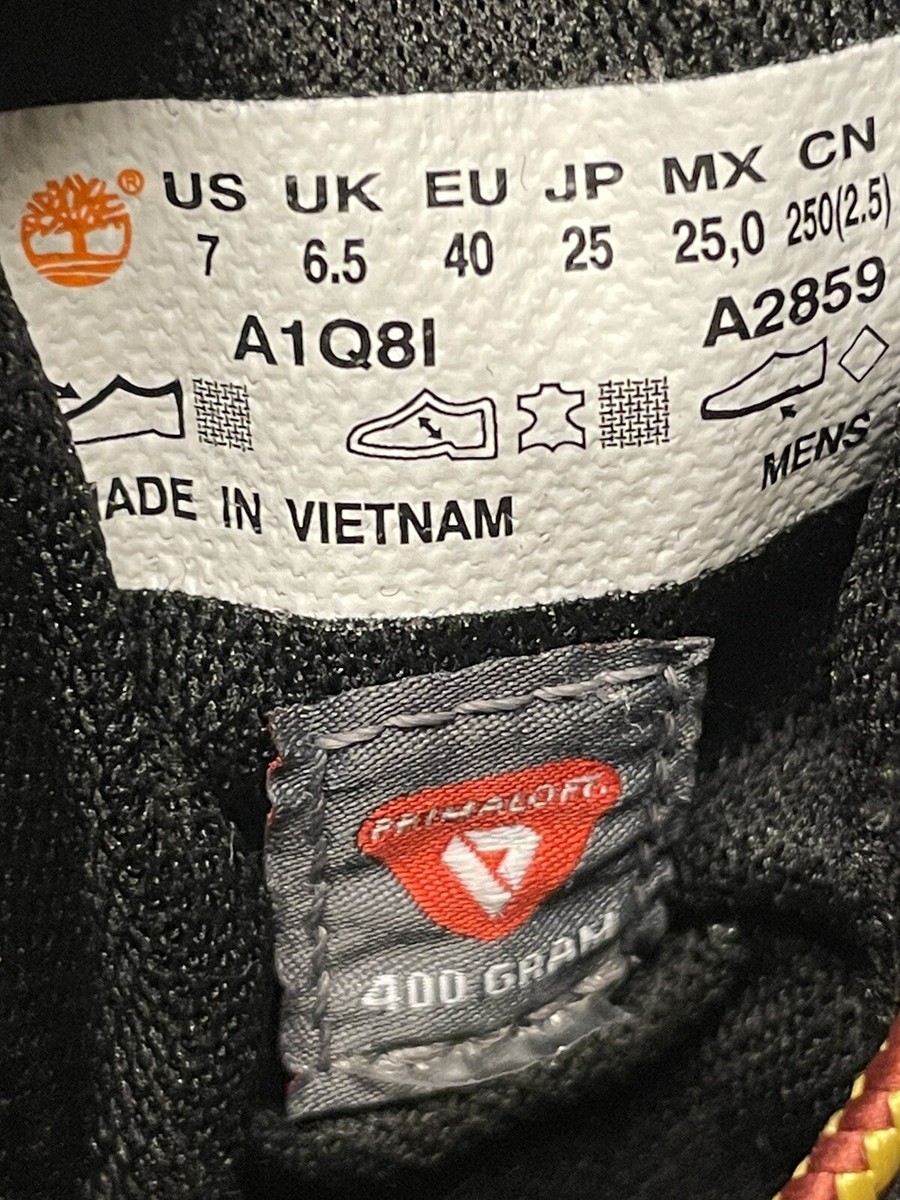 ® US UK EU JP MX CN
7 6.5 40 25 25,0 250(2.5)
A1Q8I A2859
ADE IN VIETNAM MENS
PRIMALOFT.
400 GRAM